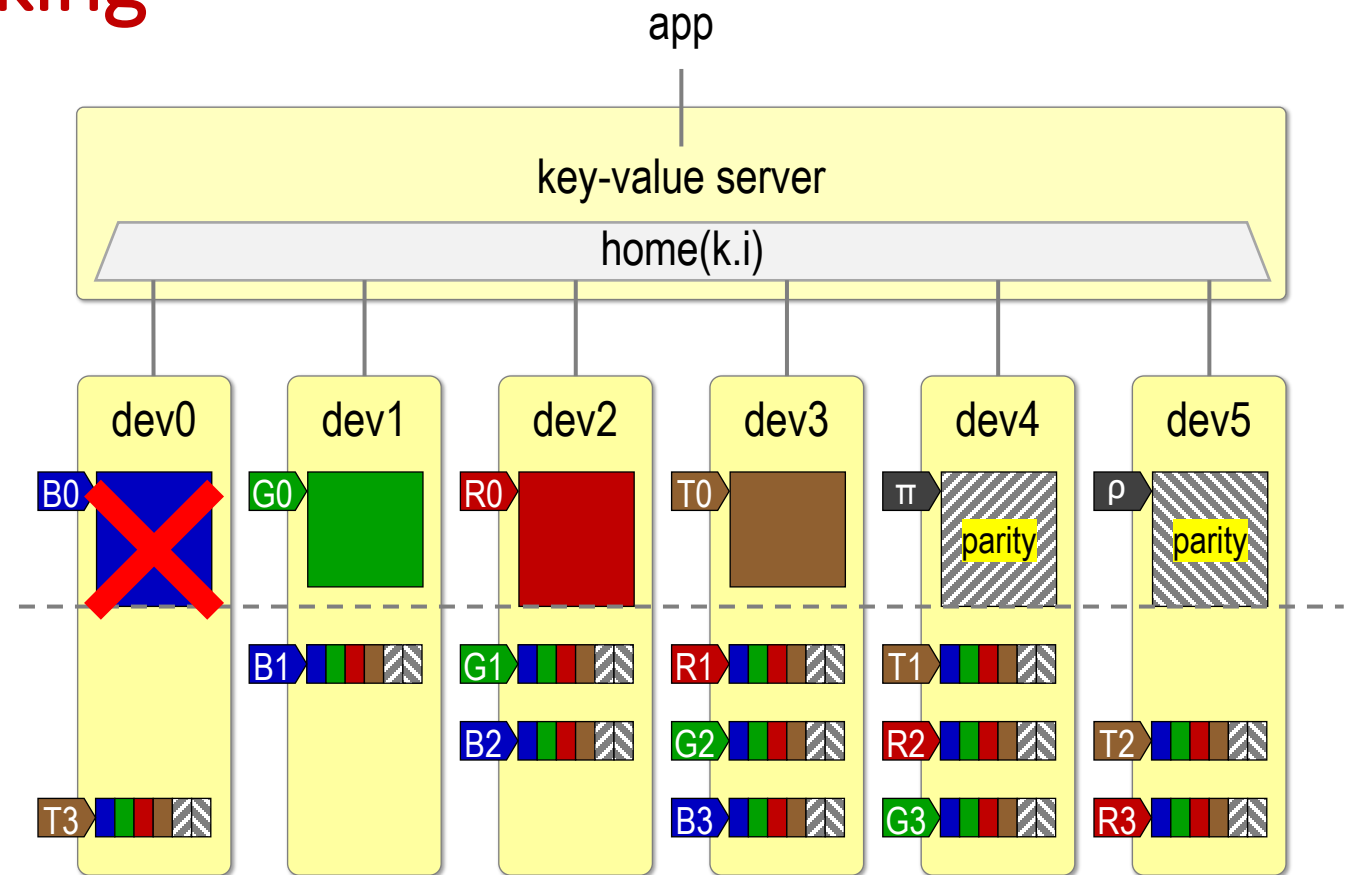 king
app
key-value server
home(k.i)
dev0 dev1 dev2 dev3 dev4 dev5
B0 G0 R0 T0 π ρ
parity parity
B1 G1 R1 T1
B2 G2 R2 T2
T3 B3 G3 R3